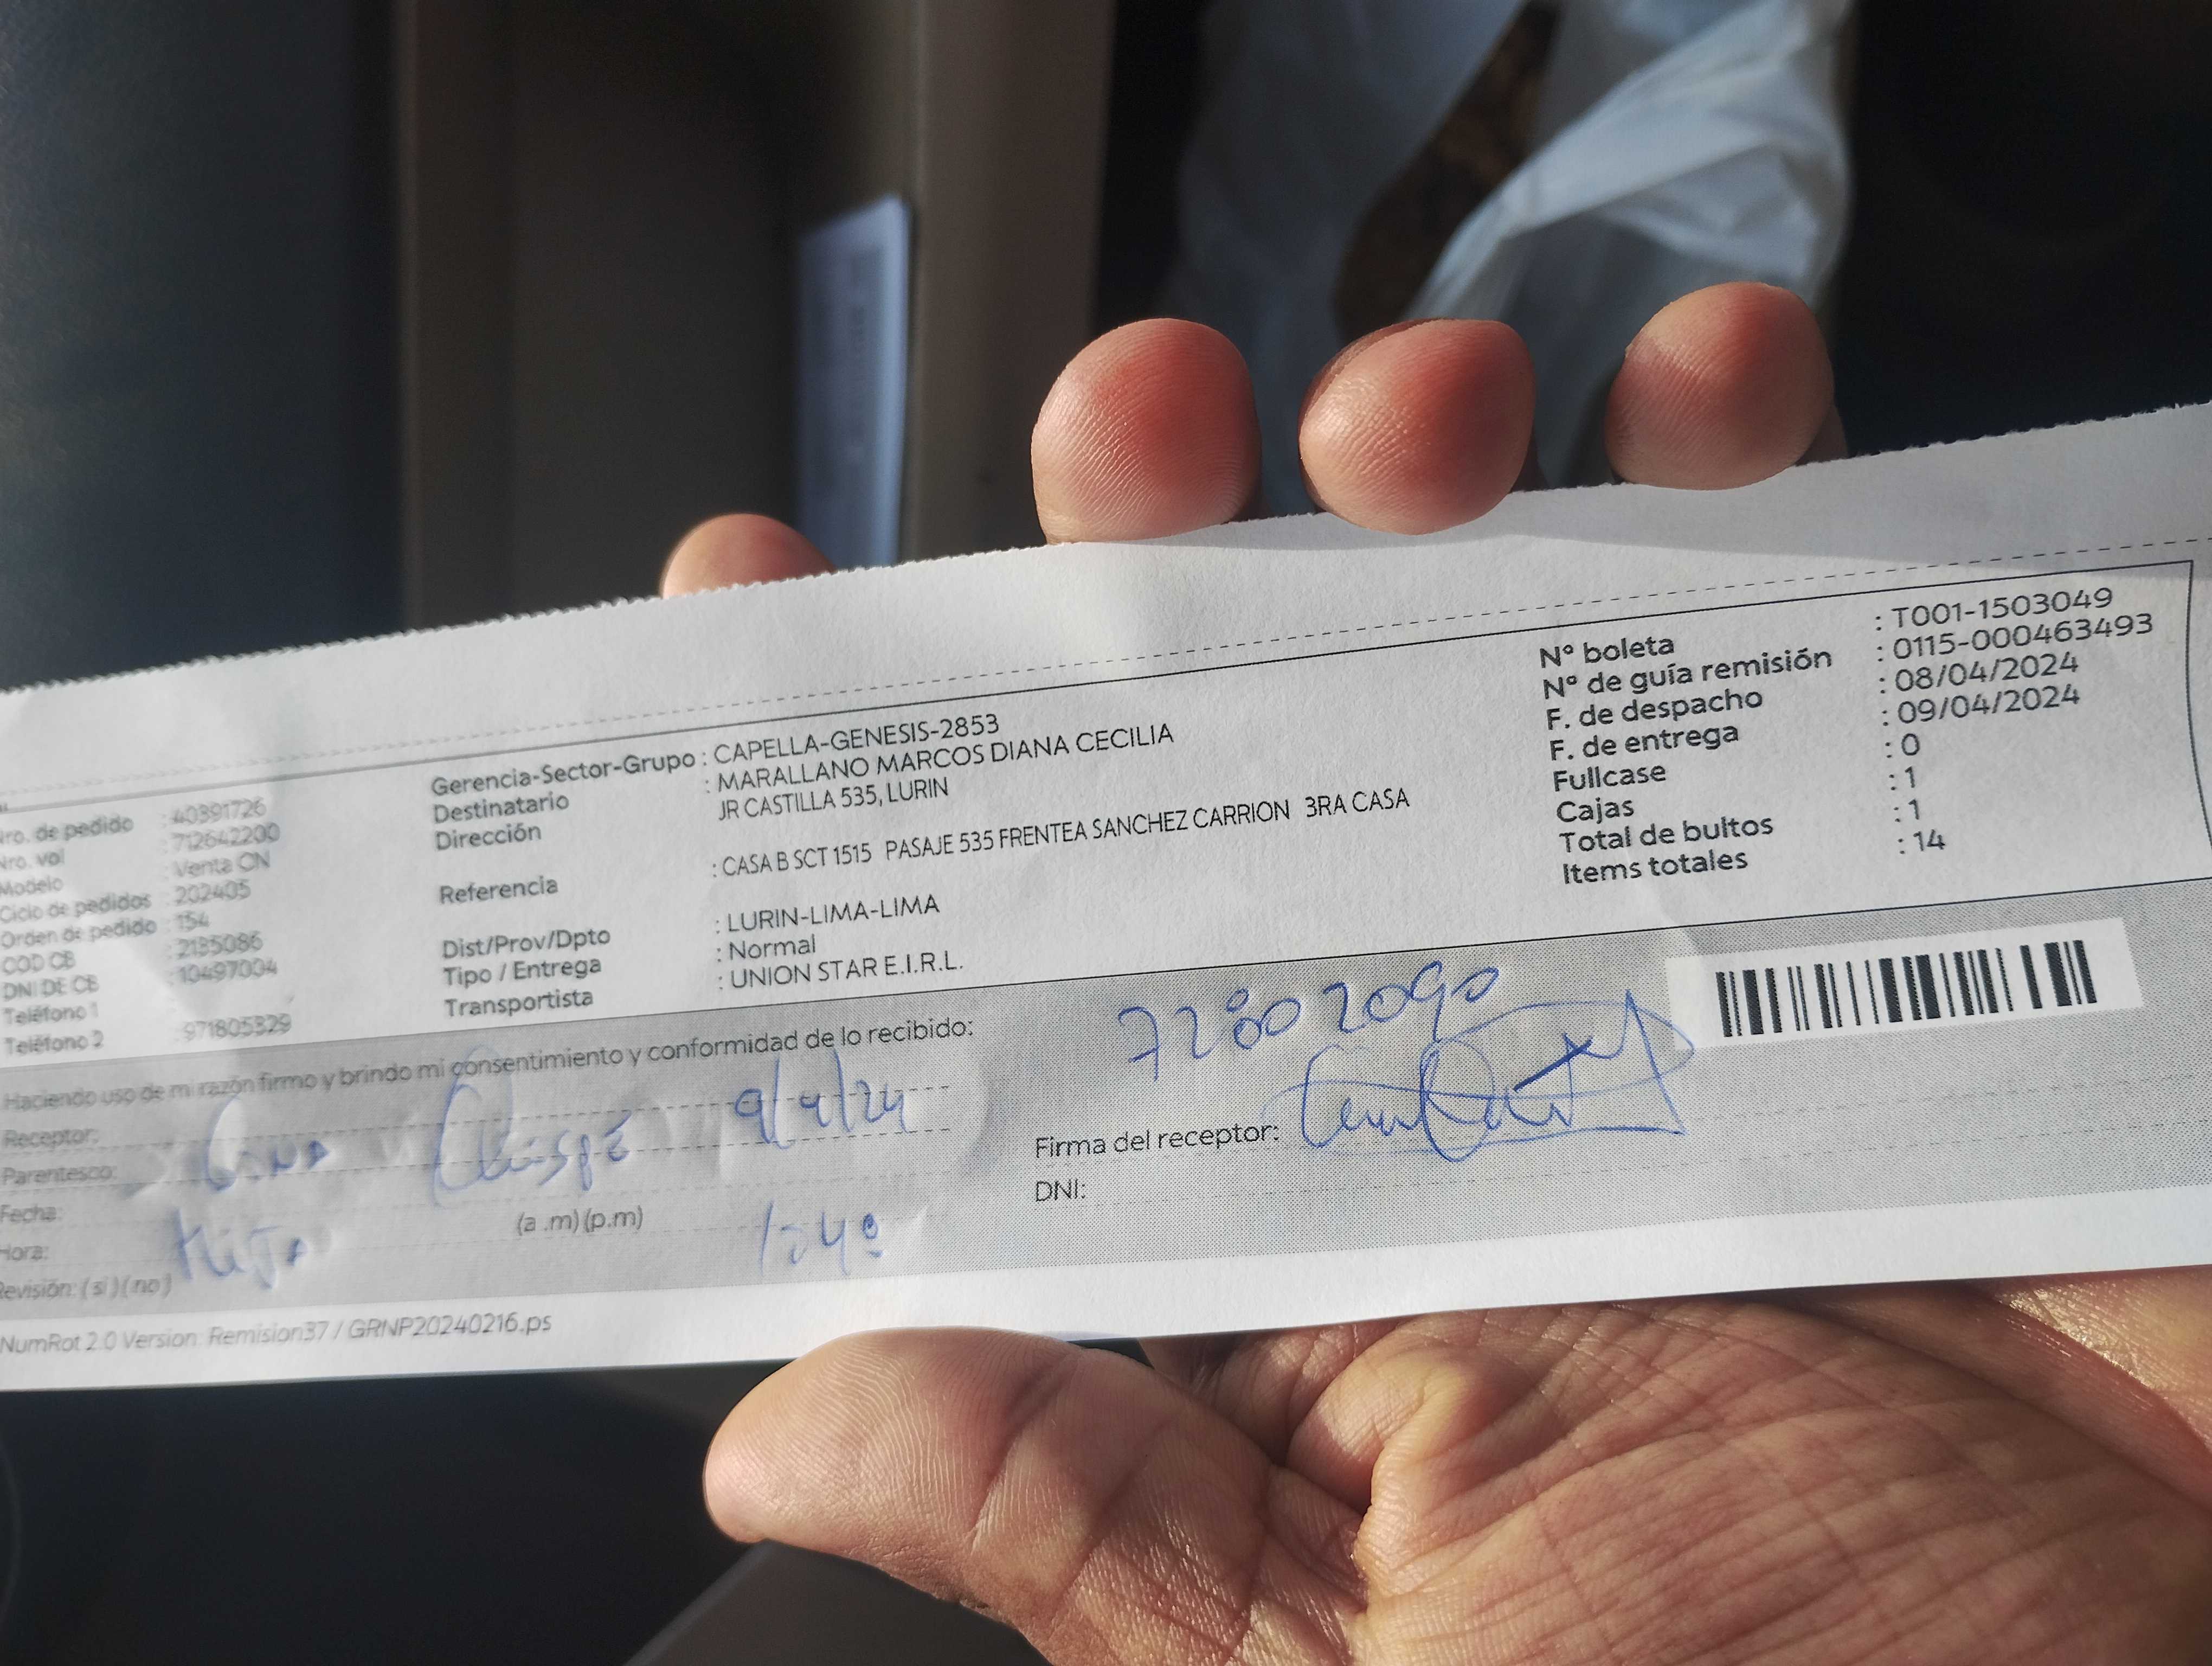 Nro. de pedido : 40391726
Nro. vol : 712642200
Modelo : Venta CN
Ciclo de pedidos : 202405
Orden de pedido : 154
COD CB : 2135086
DNI DE CB : 10497004
Teléfono 1
Teléfono 2 : 971805329
Gerencia-Sector-Grupo : CAPELLA-GENESIS-2853
Destinatario : MARALLANO MARCOS DIANA CECILIA
Dirección JR CASTILLA 535, LURIN
Referencia : CASA B SCT 1515 PASAJE 535 FRENTEA SANCHEZ CARRION 3RA CASA
Dist/Prov/Dpto : LURIN-LIMA-LIMA
Tipo / Entrega : Normal
Transportista : UNION STAR E.I.R.L.
N° boleta : T001-1503049
N° de guía remisión : 0115-000463493
F. de despacho : 08/04/2024
F. de entrega : 09/04/2024
Fullcase : 0
Cajas : 1
Total de bultos : 1
Items totales : 14
Haciendo uso de mi razón firmo y brindo mi consentimiento y conformidad de lo recibido:
Receptor:
Parentesco:
Fecha:
Hora: (a .m) (p.m)
Revisión: ( si ) ( no )
9/4/24
Hija
72802090
Firma del receptor:
DNI:
NumRot 2.0 Version: Remision37 / GRNP20240216.ps